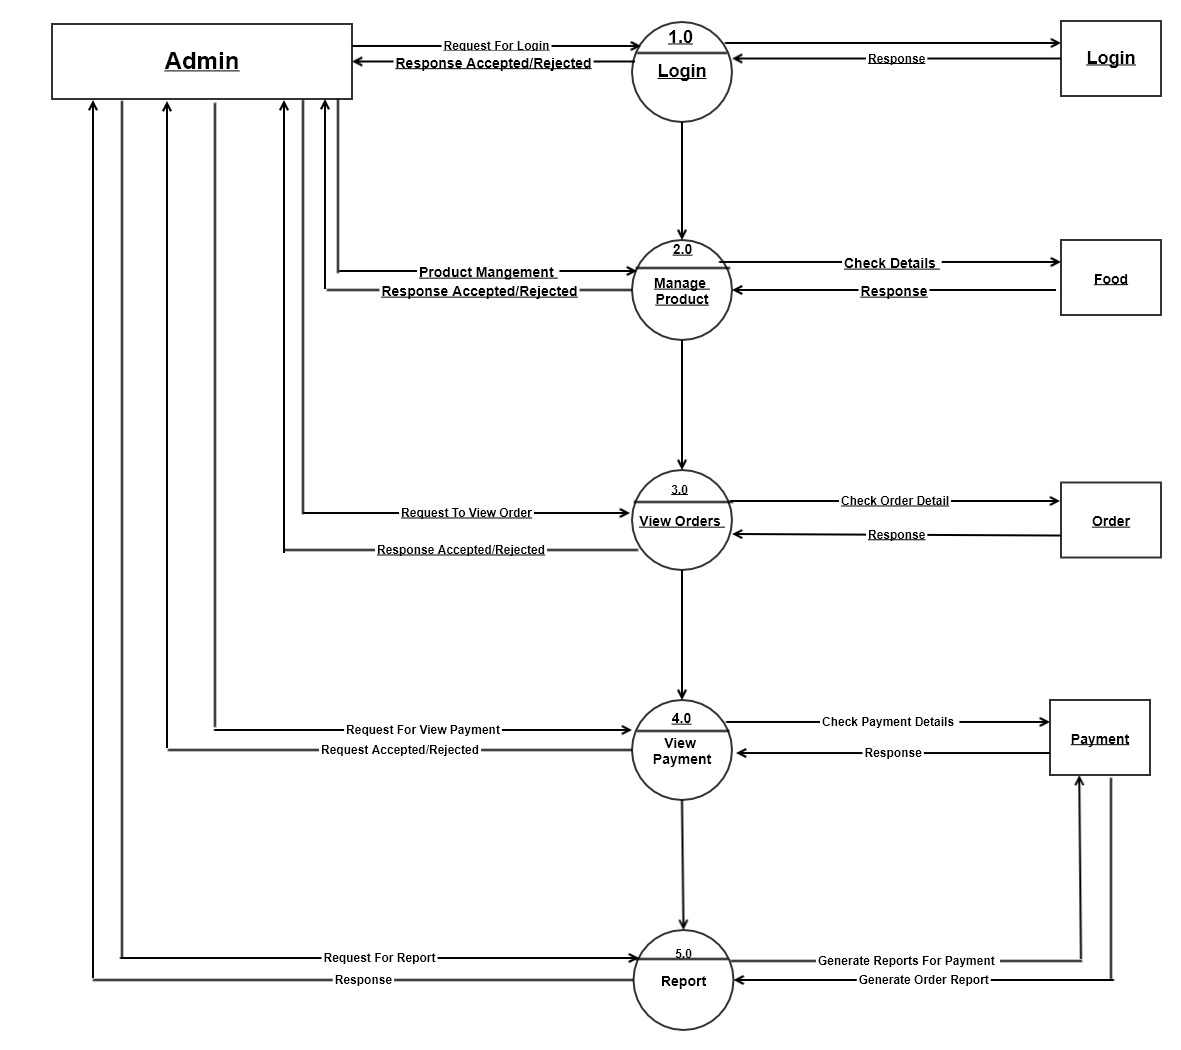 1.0
Admin
Request For Login
Response Accepted/Rejected
Login
Response
Login
2.0
Product Mangement
Response Accepted/Rejected
Manage
Product
Check Details
Response
Food
3.0
Request To View Order
Response Accepted/Rejected
View Orders
Check Order Detail
Response
Order
4.0
Request For View Payment
Request Accepted/Rejected
View
Payment
Check Payment Details
Response
Payment
5.0
Request For Report
Response
Report
Generate Reports For Payment
Generate Order Report